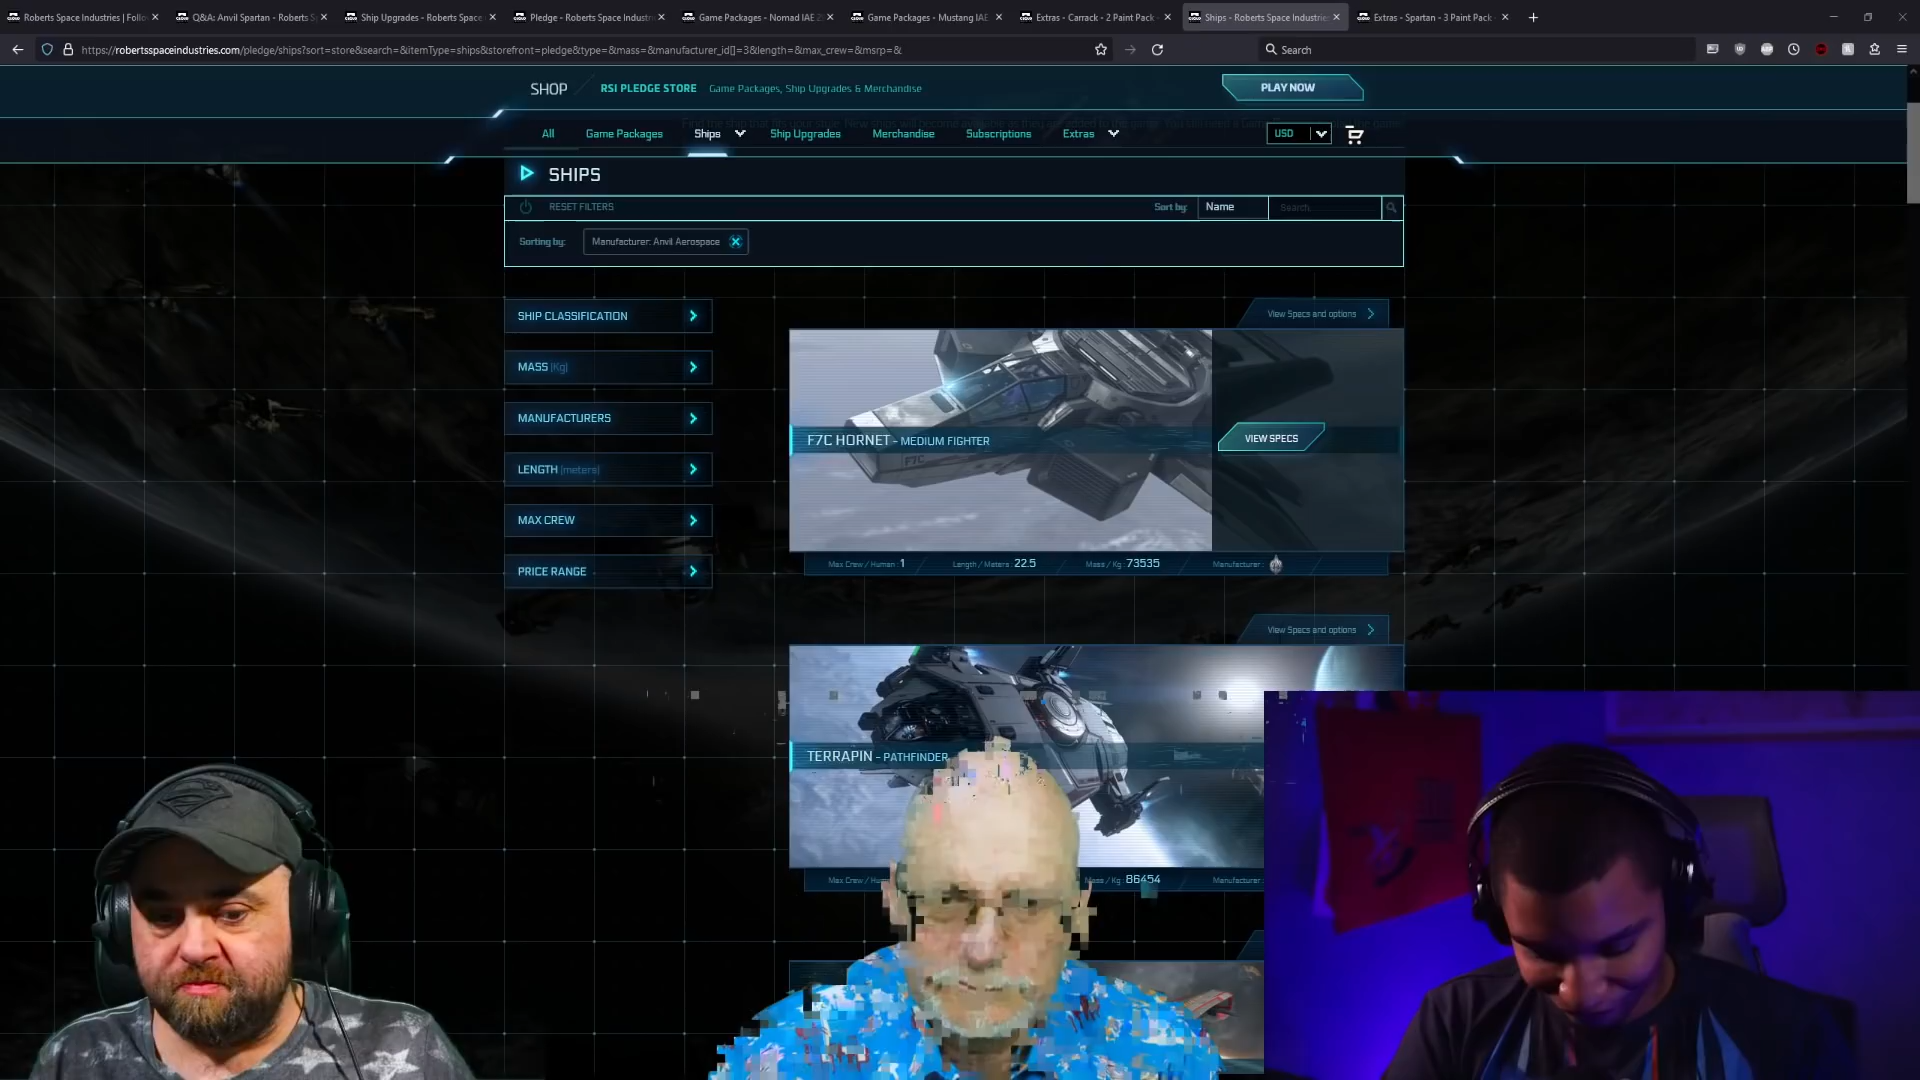 Roberts Space Industries | Follow
Q&A: Anvil Spartan - Roberts S
Ship Upgrades - Roberts Space
Pledge - Roberts Space Industri
Game Packages - Nomad IAE 2
Game Packages - Mustang IAE
Extras - Carrack - 2 Paint Pack -
Ships - Roberts Space Industries
Extras - Spartan - 3 Paint Pack -
https://robertsspaceindustries.com/pledge/ships?sort=store&search=&itemType=ships&storefront=pledge&type=&mass=&manufacturer_id[]=3&length=&max_crew=&msrp=&
Search
SHOP
RSI PLEDGE STORE
Game Packages, Ship Upgrades & Merchandise
PLAY NOW
All
Game Packages
Ships
Ship Upgrades
Merchandise
Subscriptions
Extras
USD
SHIPS
RESET FILTERS
Sort by:
Name
Search
Sorting by:
Manufacturer: Anvil Aerospace
SHIP CLASSIFICATION
MASS (Kg)
MANUFACTURERS
LENGTH (meters)
MAX CREW
PRICE RANGE
View Specs and options
F7C HORNET - MEDIUM FIGHTER
F7C
VIEW SPECS
Max Crew / Human : 1
Length / Meters : 22.5
Mass / Kg : 73535
Manufacturer :
View Specs and options
TERRAPIN - PATHFINDER
Max Crew /
Mass / Kg : 86454
Manufacturer